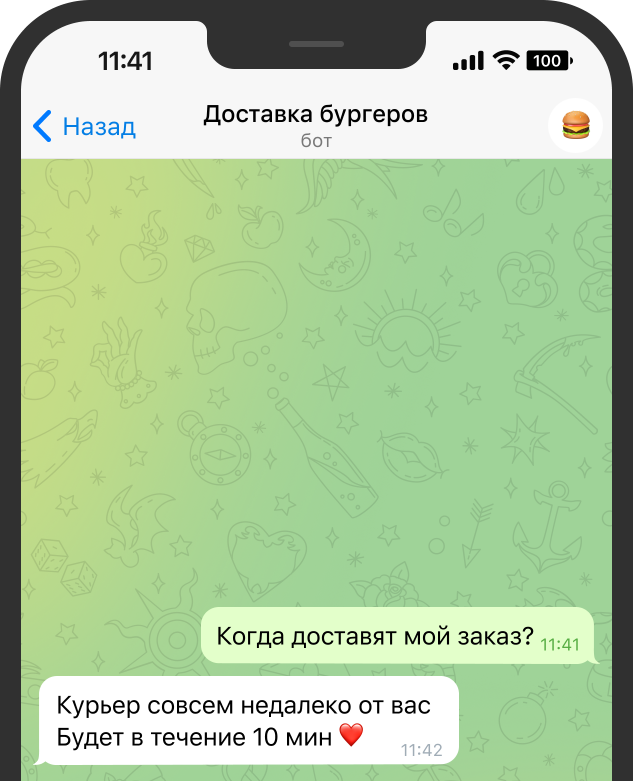 11:41
100
Назад
Доставка бургеров
бот
Когда доставят мой заказ? 11:41
Курьер совсем недалеко от вас
Будет в течение 10 мин ❤️
11:42